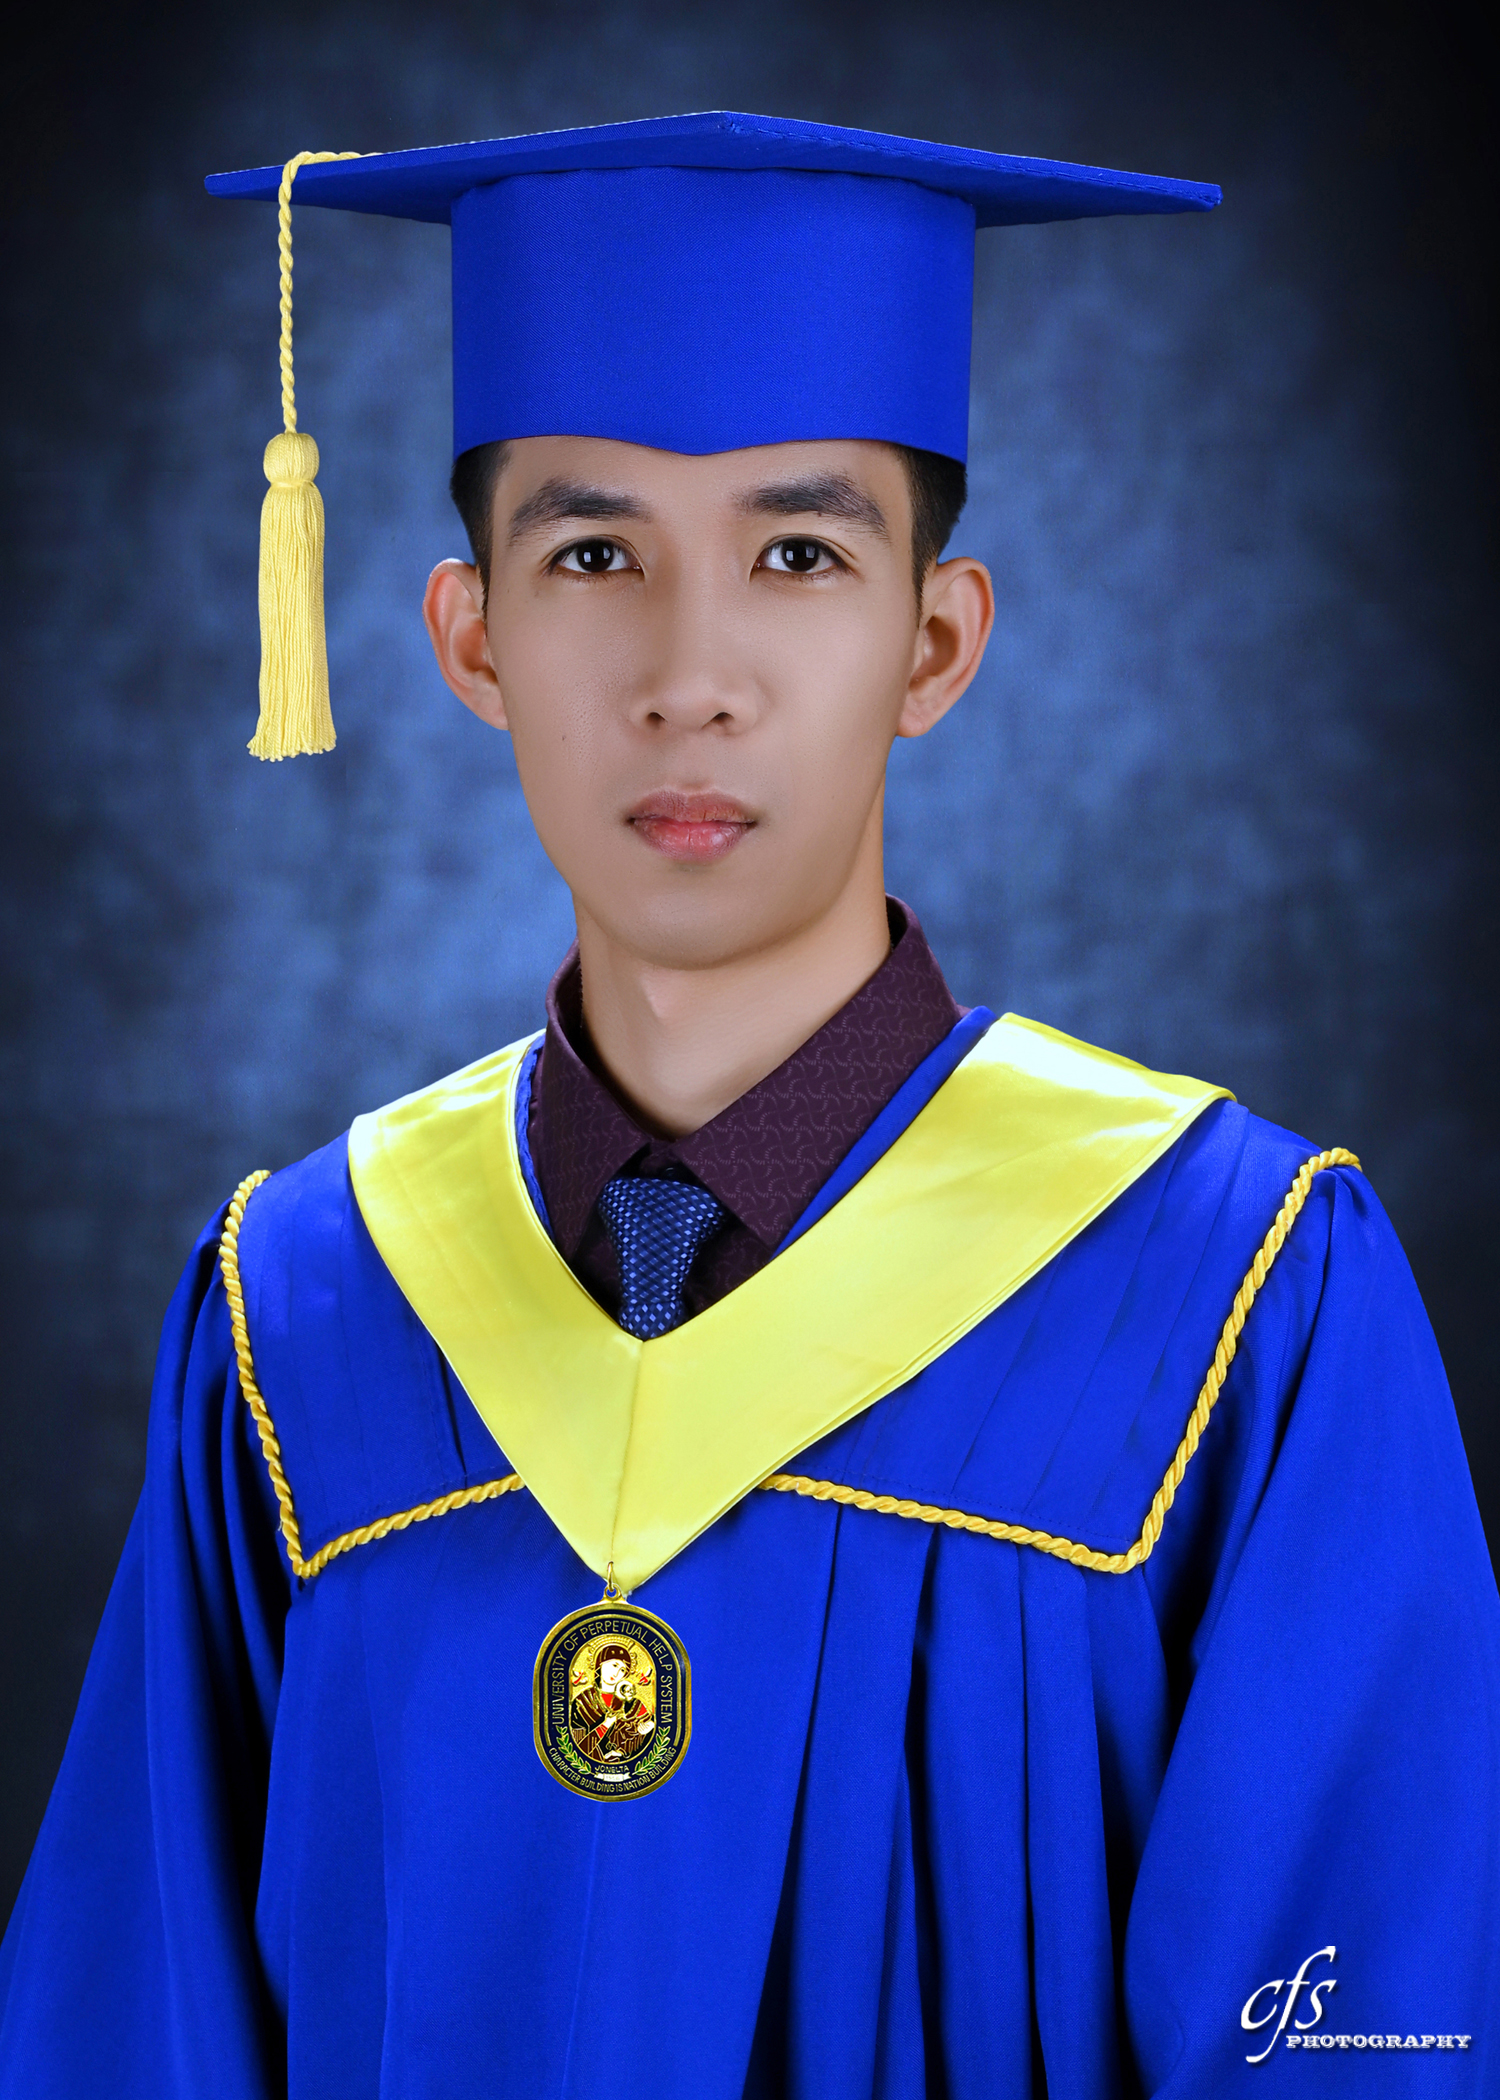 UNIVERSITY OF PERPETUAL HELP SYSTEM
JONELTA
CHARACTER BUILDING IS NATION BUILDING
cfs
PHOTOGRAPHY